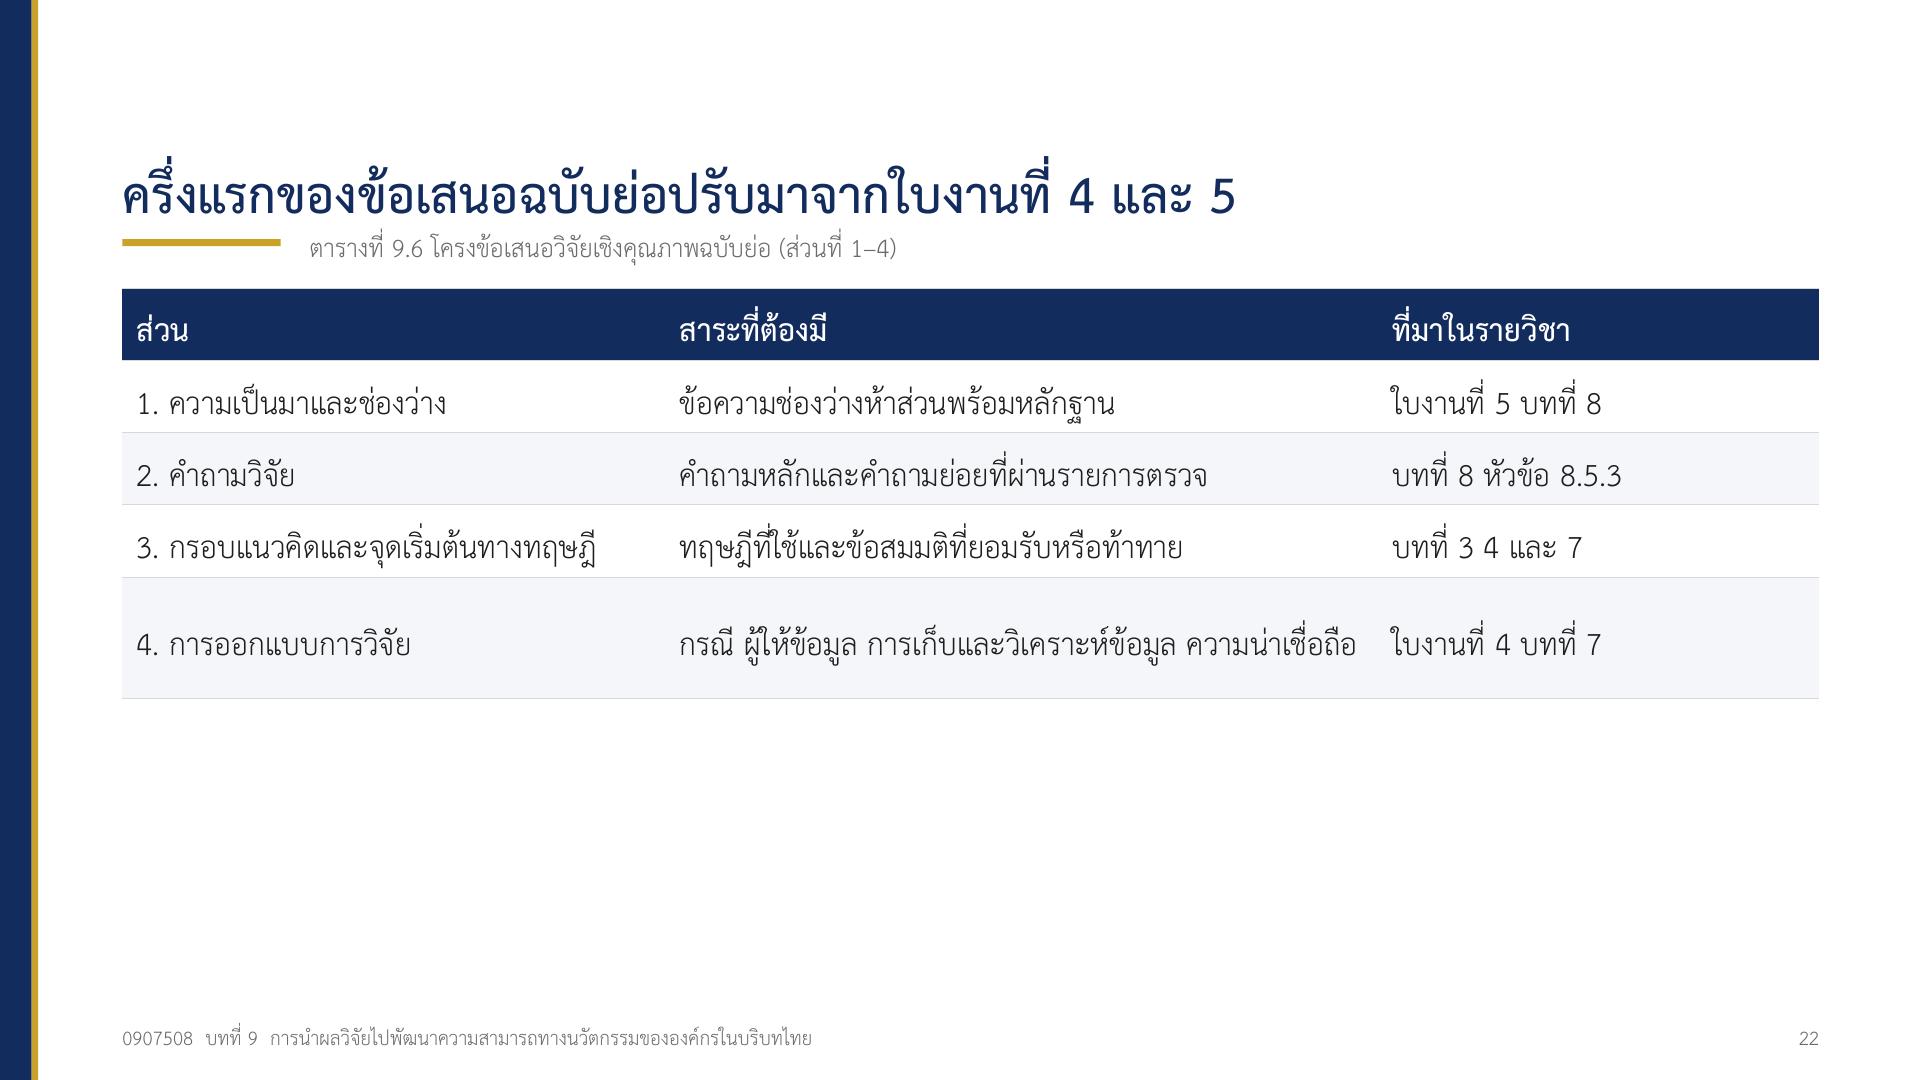 ครึ่งแรกของข้อเสนอฉบับย่อปรับมาจากใบงานที่ 4 และ 5
ตารางที่ 9.6 โครงข้อเสนอวิจัยเชิงคุณภาพฉบับย่อ (ส่วนที่ 1–4)
ส่วน สาระที่ต้องมี ที่มาในรายวิชา
1. ความเป็นมาและช่องว่าง ข้อความช่องว่างห้าส่วนพร้อมหลักฐาน ใบงานที่ 5 บทที่ 8
2. คำถามวิจัย คำถามหลักและคำถามย่อยที่ผ่านรายการตรวจ บทที่ 8 หัวข้อ 8.5.3
3. กรอบแนวคิดและจุดเริ่มต้นทางทฤษฎี ทฤษฎีที่ใช้และข้อสมมติที่ยอมรับหรือท้าทาย บทที่ 3 4 และ 7
4. การออกแบบการวิจัย กรณี ผู้ให้ข้อมูล การเก็บและวิเคราะห์ข้อมูล ความน่าเชื่อถือ ใบงานที่ 4 บทที่ 7
0907508 บทที่ 9 การนำผลวิจัยไปพัฒนาความสามารถทางนวัตกรรมขององค์กรในบริบทไทย 22